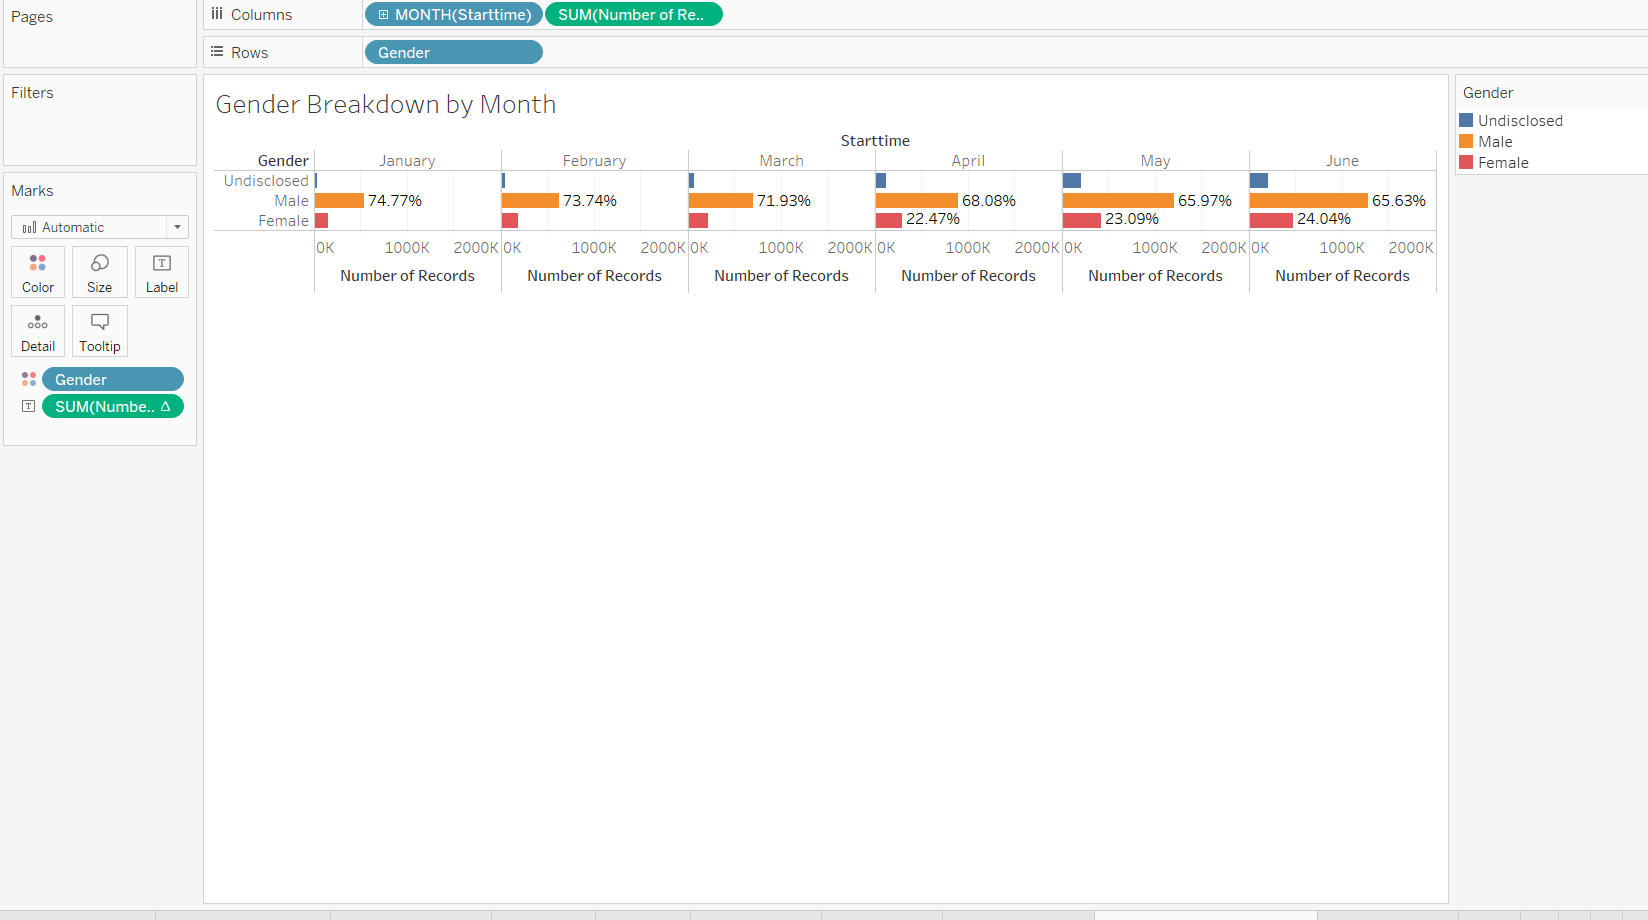 Pages
Columns
MONTH(Starttime)
SUM(Number of Re..
Rows
Gender
Filters
Marks
Automatic
Color
Size
Label
Detail
Tooltip
Gender
SUM(Numbe.. Δ
Gender Breakdown by Month
Starttime
Gender January February March April May June
Undisclosed
Male 74.77% 73.74% 71.93% 68.08% 65.97% 65.63%
Female 22.47% 23.09% 24.04%
0K 1000K 2000K 0K 1000K 2000K 0K 1000K 2000K 0K 1000K 2000K 0K 1000K 2000K 0K 1000K 2000K
Number of Records Number of Records Number of Records Number of Records Number of Records Number of Records
Gender
Undisclosed
Male
Female